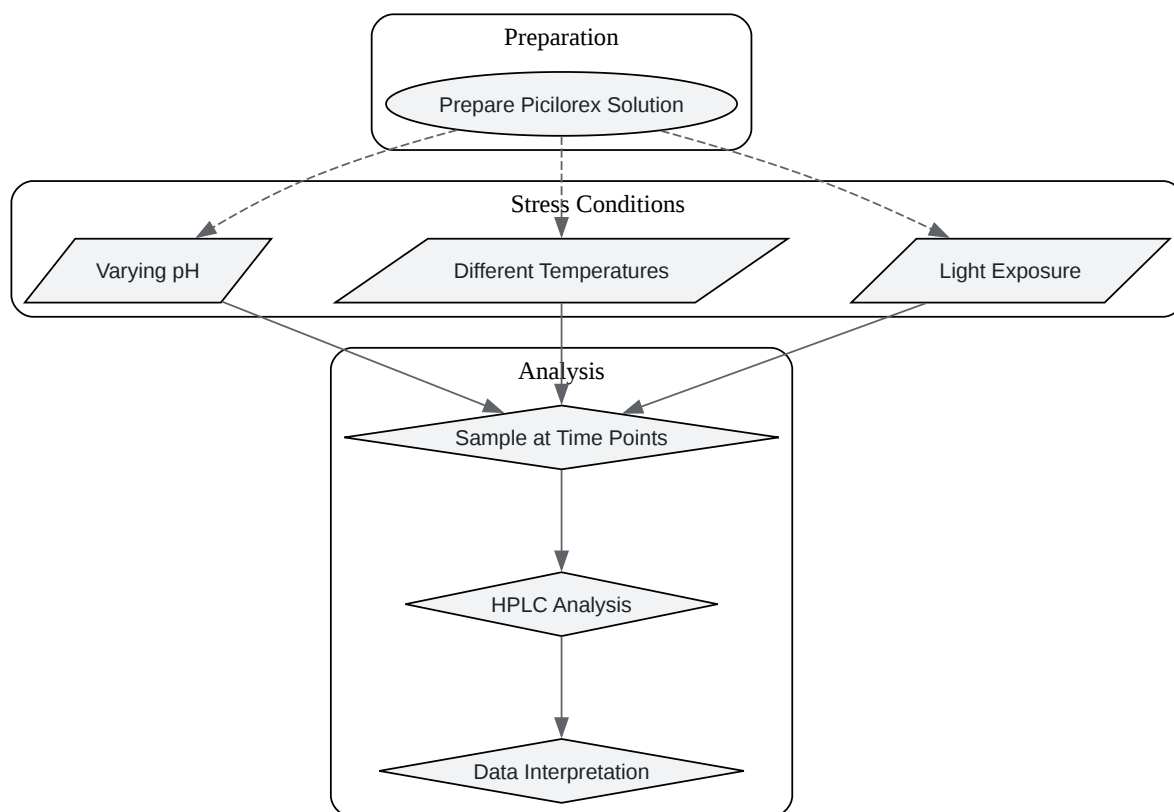 Preparation
Prepare Picilorex Solution
Stress Conditions
Varying pH
Different Temperatures
Light Exposure
Analysis
Sample at Time Points
HPLC Analysis
Data Interpretation